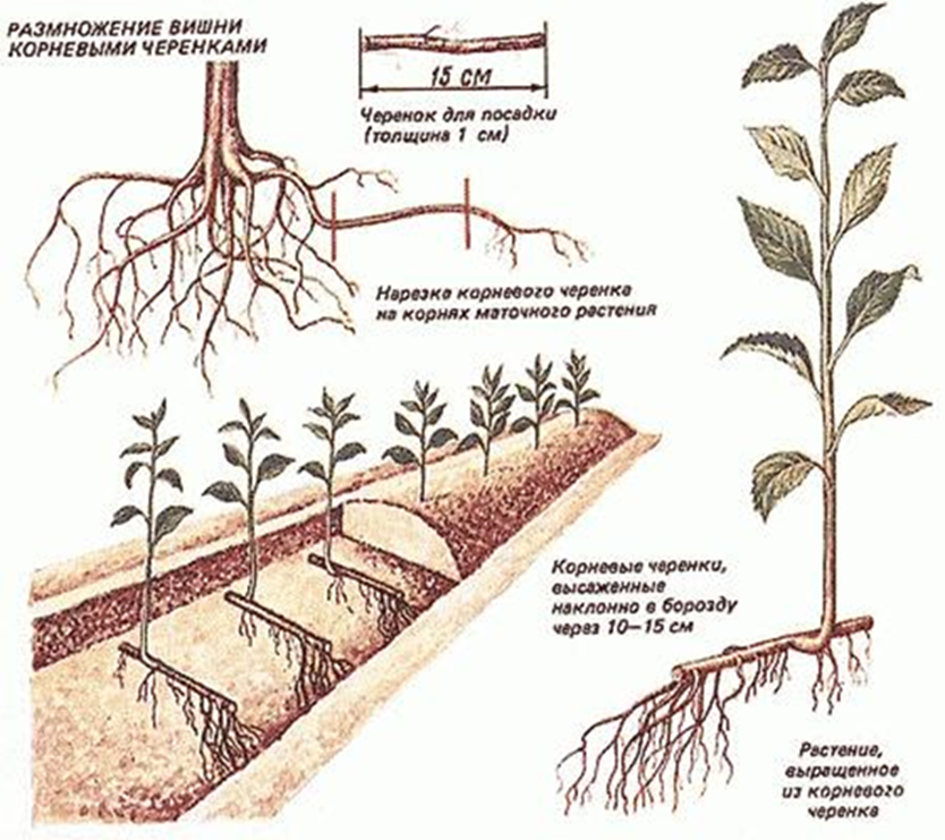 РАЗМНОЖЕНИЕ ВИШНИ
КОРНЕВЫМИ ЧЕРЕНКАМИ
15 СМ
Черенок для посадки
(толщина 1 см)
Нарезка корневого черенка
на корнях маточного растения
Корневые черенки,
высаженные
наклонно в борозду
через 10–15 см
Растение,
выращенное
из корневого
черенка